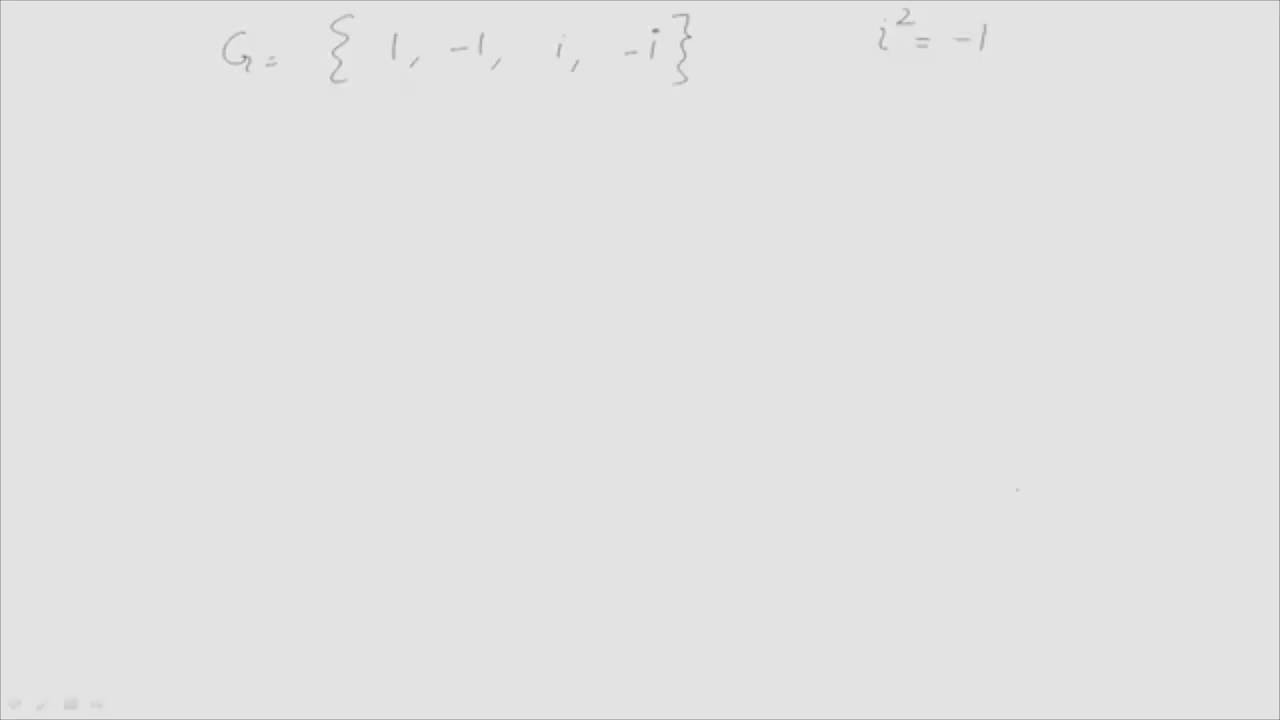 G = { 1, -1, i, -i } i² = -1